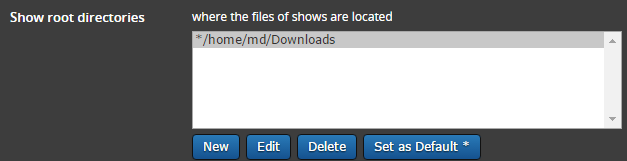 Show root directories
where the files of shows are located
*/home/md/Downloads
New Edit Delete Set as Default *